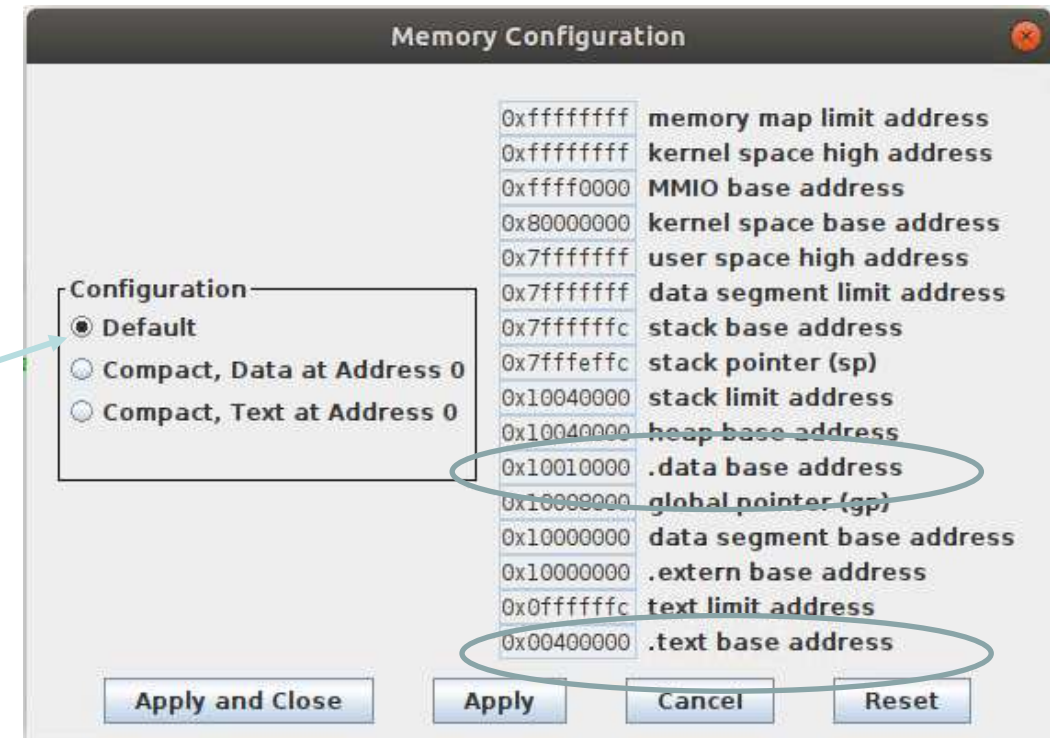 Memory Configuration
0xffffffff memory map limit address
0xffffffff kernel space high address
0xffff0000 MMIO base address
0x80000000 kernel space base address
0x7fffffff user space high address
0x7fffffff data segment limit address
0x7ffffffc stack base address
0x7fffeffc stack pointer (sp)
0x10040000 stack limit address
0x10040000 heap base address
0x10010000 .data base address
0x10008000 global pointer (gp)
0x10000000 data segment base address
0x10000000 .extern base address
0x0ffffffc text limit address
0x00400000 .text base address
Configuration
Default
Compact, Data at Address 0
Compact, Text at Address 0
Apply and Close
Apply
Cancel
Reset